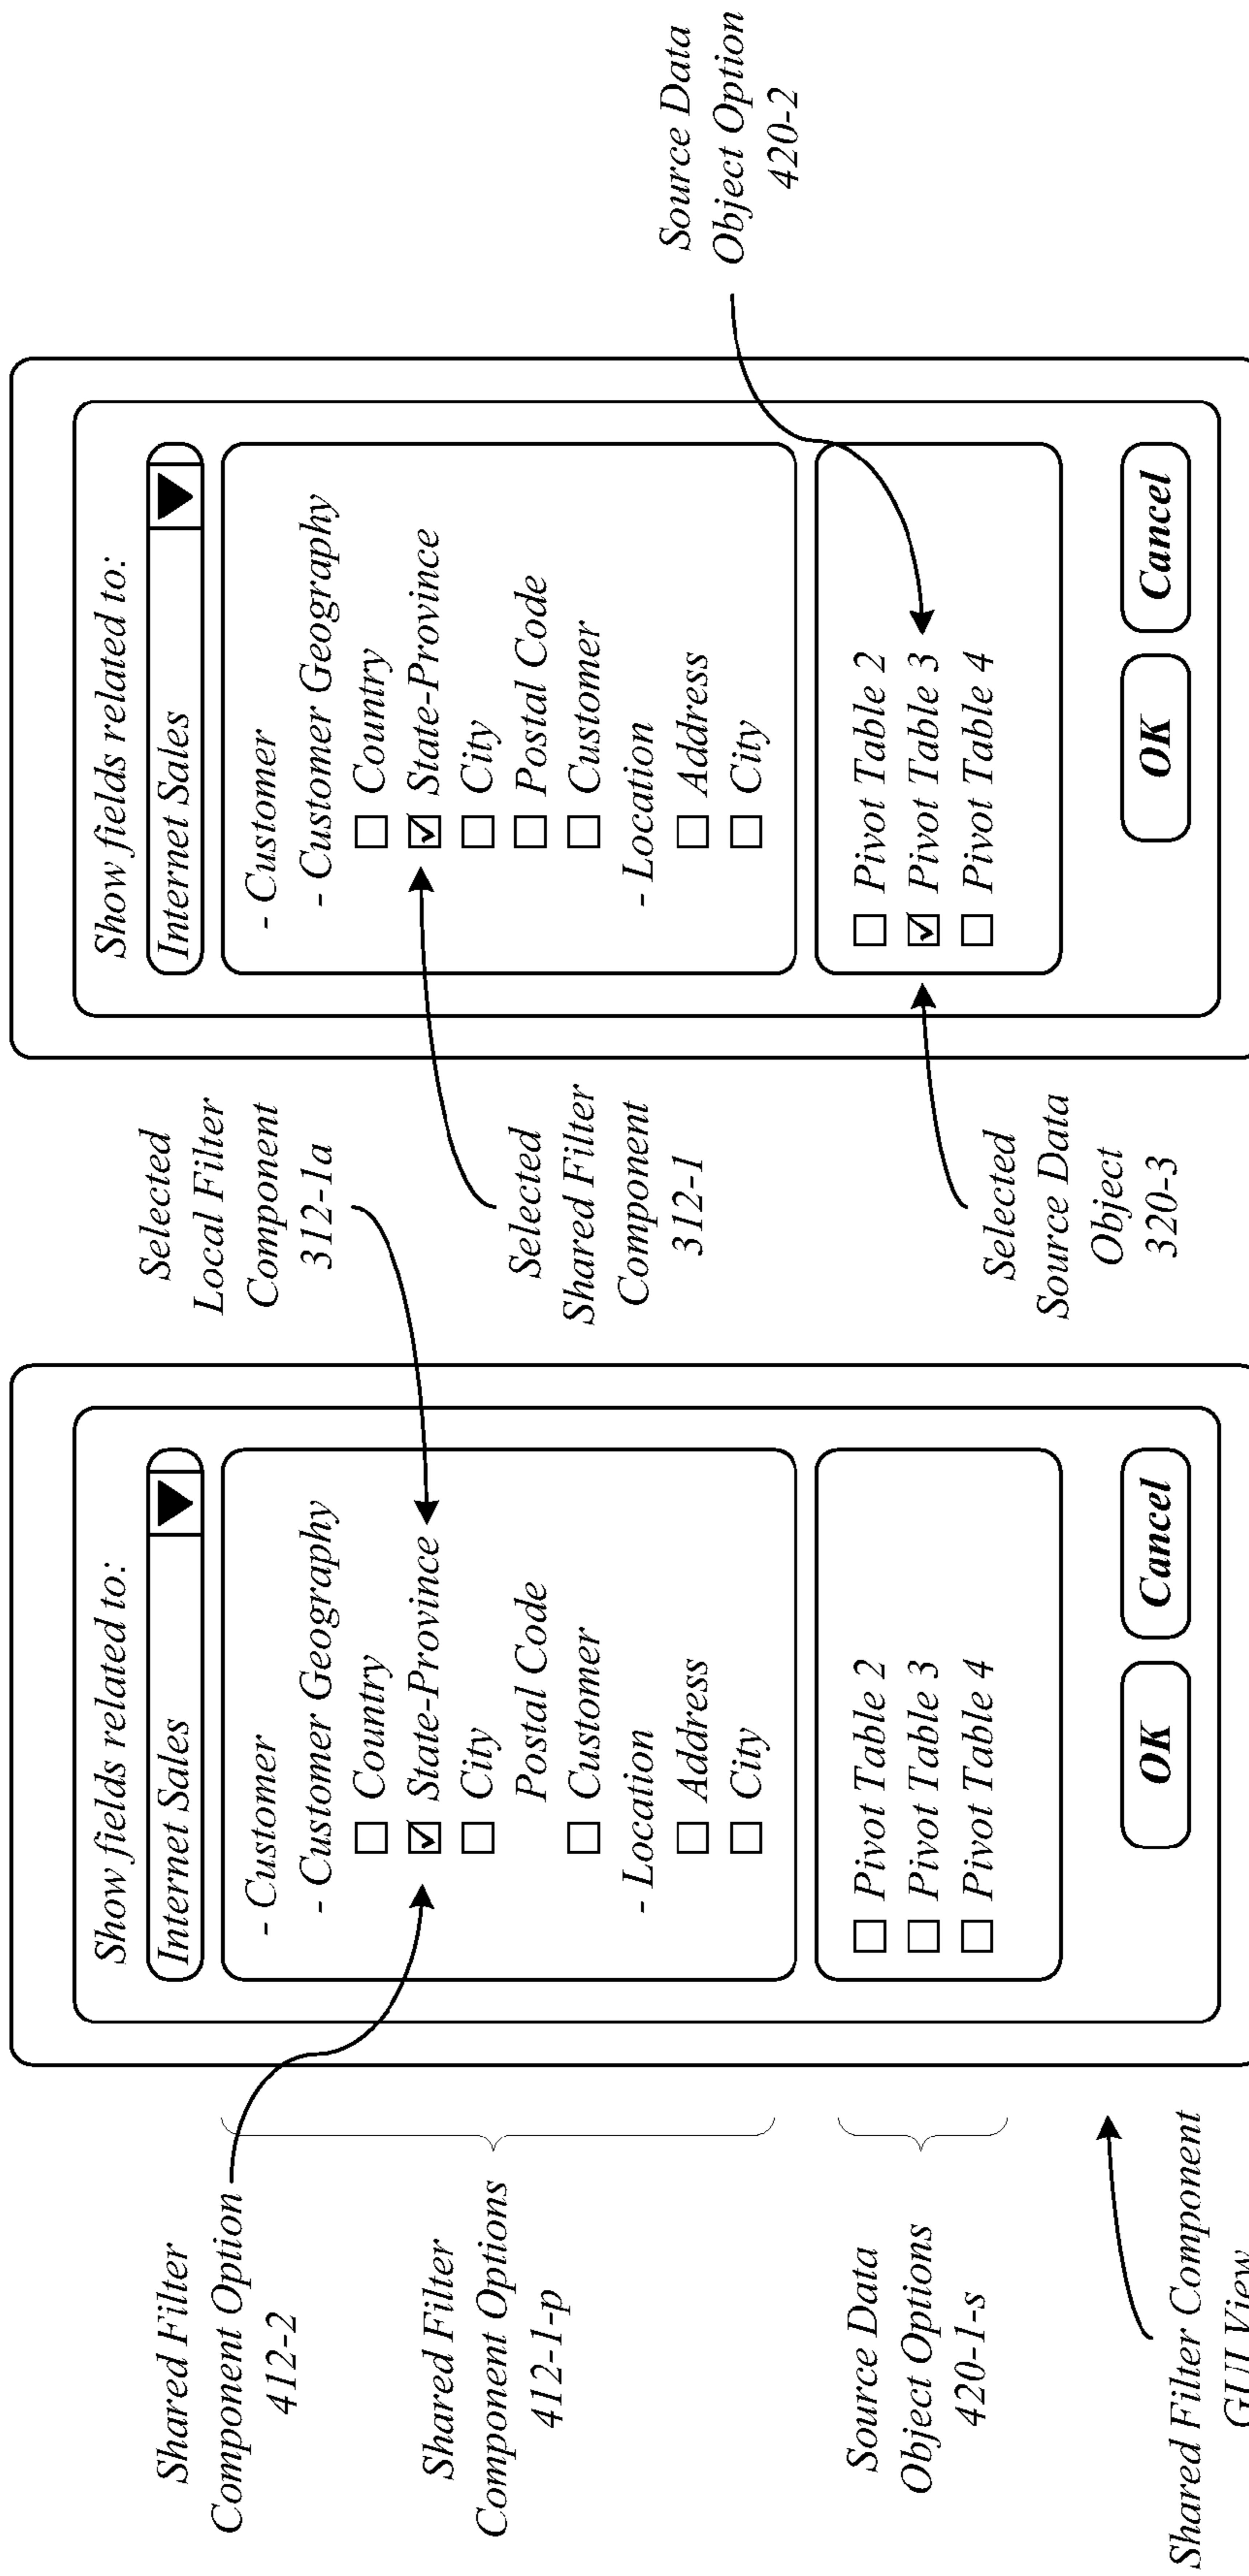 Shared Filter
Component Option
412-2
Shared Filter
Component Options
412-1-p
Source Data
Object Options
420-1-s
Shared Filter Component
GUI View
Show fields related to:
Internet Sales
- Customer
- Customer Geography
Country
State-Province
City
Postal Code
Customer
- Location
Address
City
Pivot Table 2
Pivot Table 3
Pivot Table 4
OK
Cancel
Selected
Local Filter
Component
312-1a
Selected
Shared Filter
Component
312-1
Selected
Source Data
Object
320-3
Show fields related to:
Internet Sales
- Customer
- Customer Geography
Country
State-Province
City
Postal Code
Customer
- Location
Address
City
Pivot Table 2
Pivot Table 3
Pivot Table 4
OK
Cancel
Source Data
Object Option
420-2